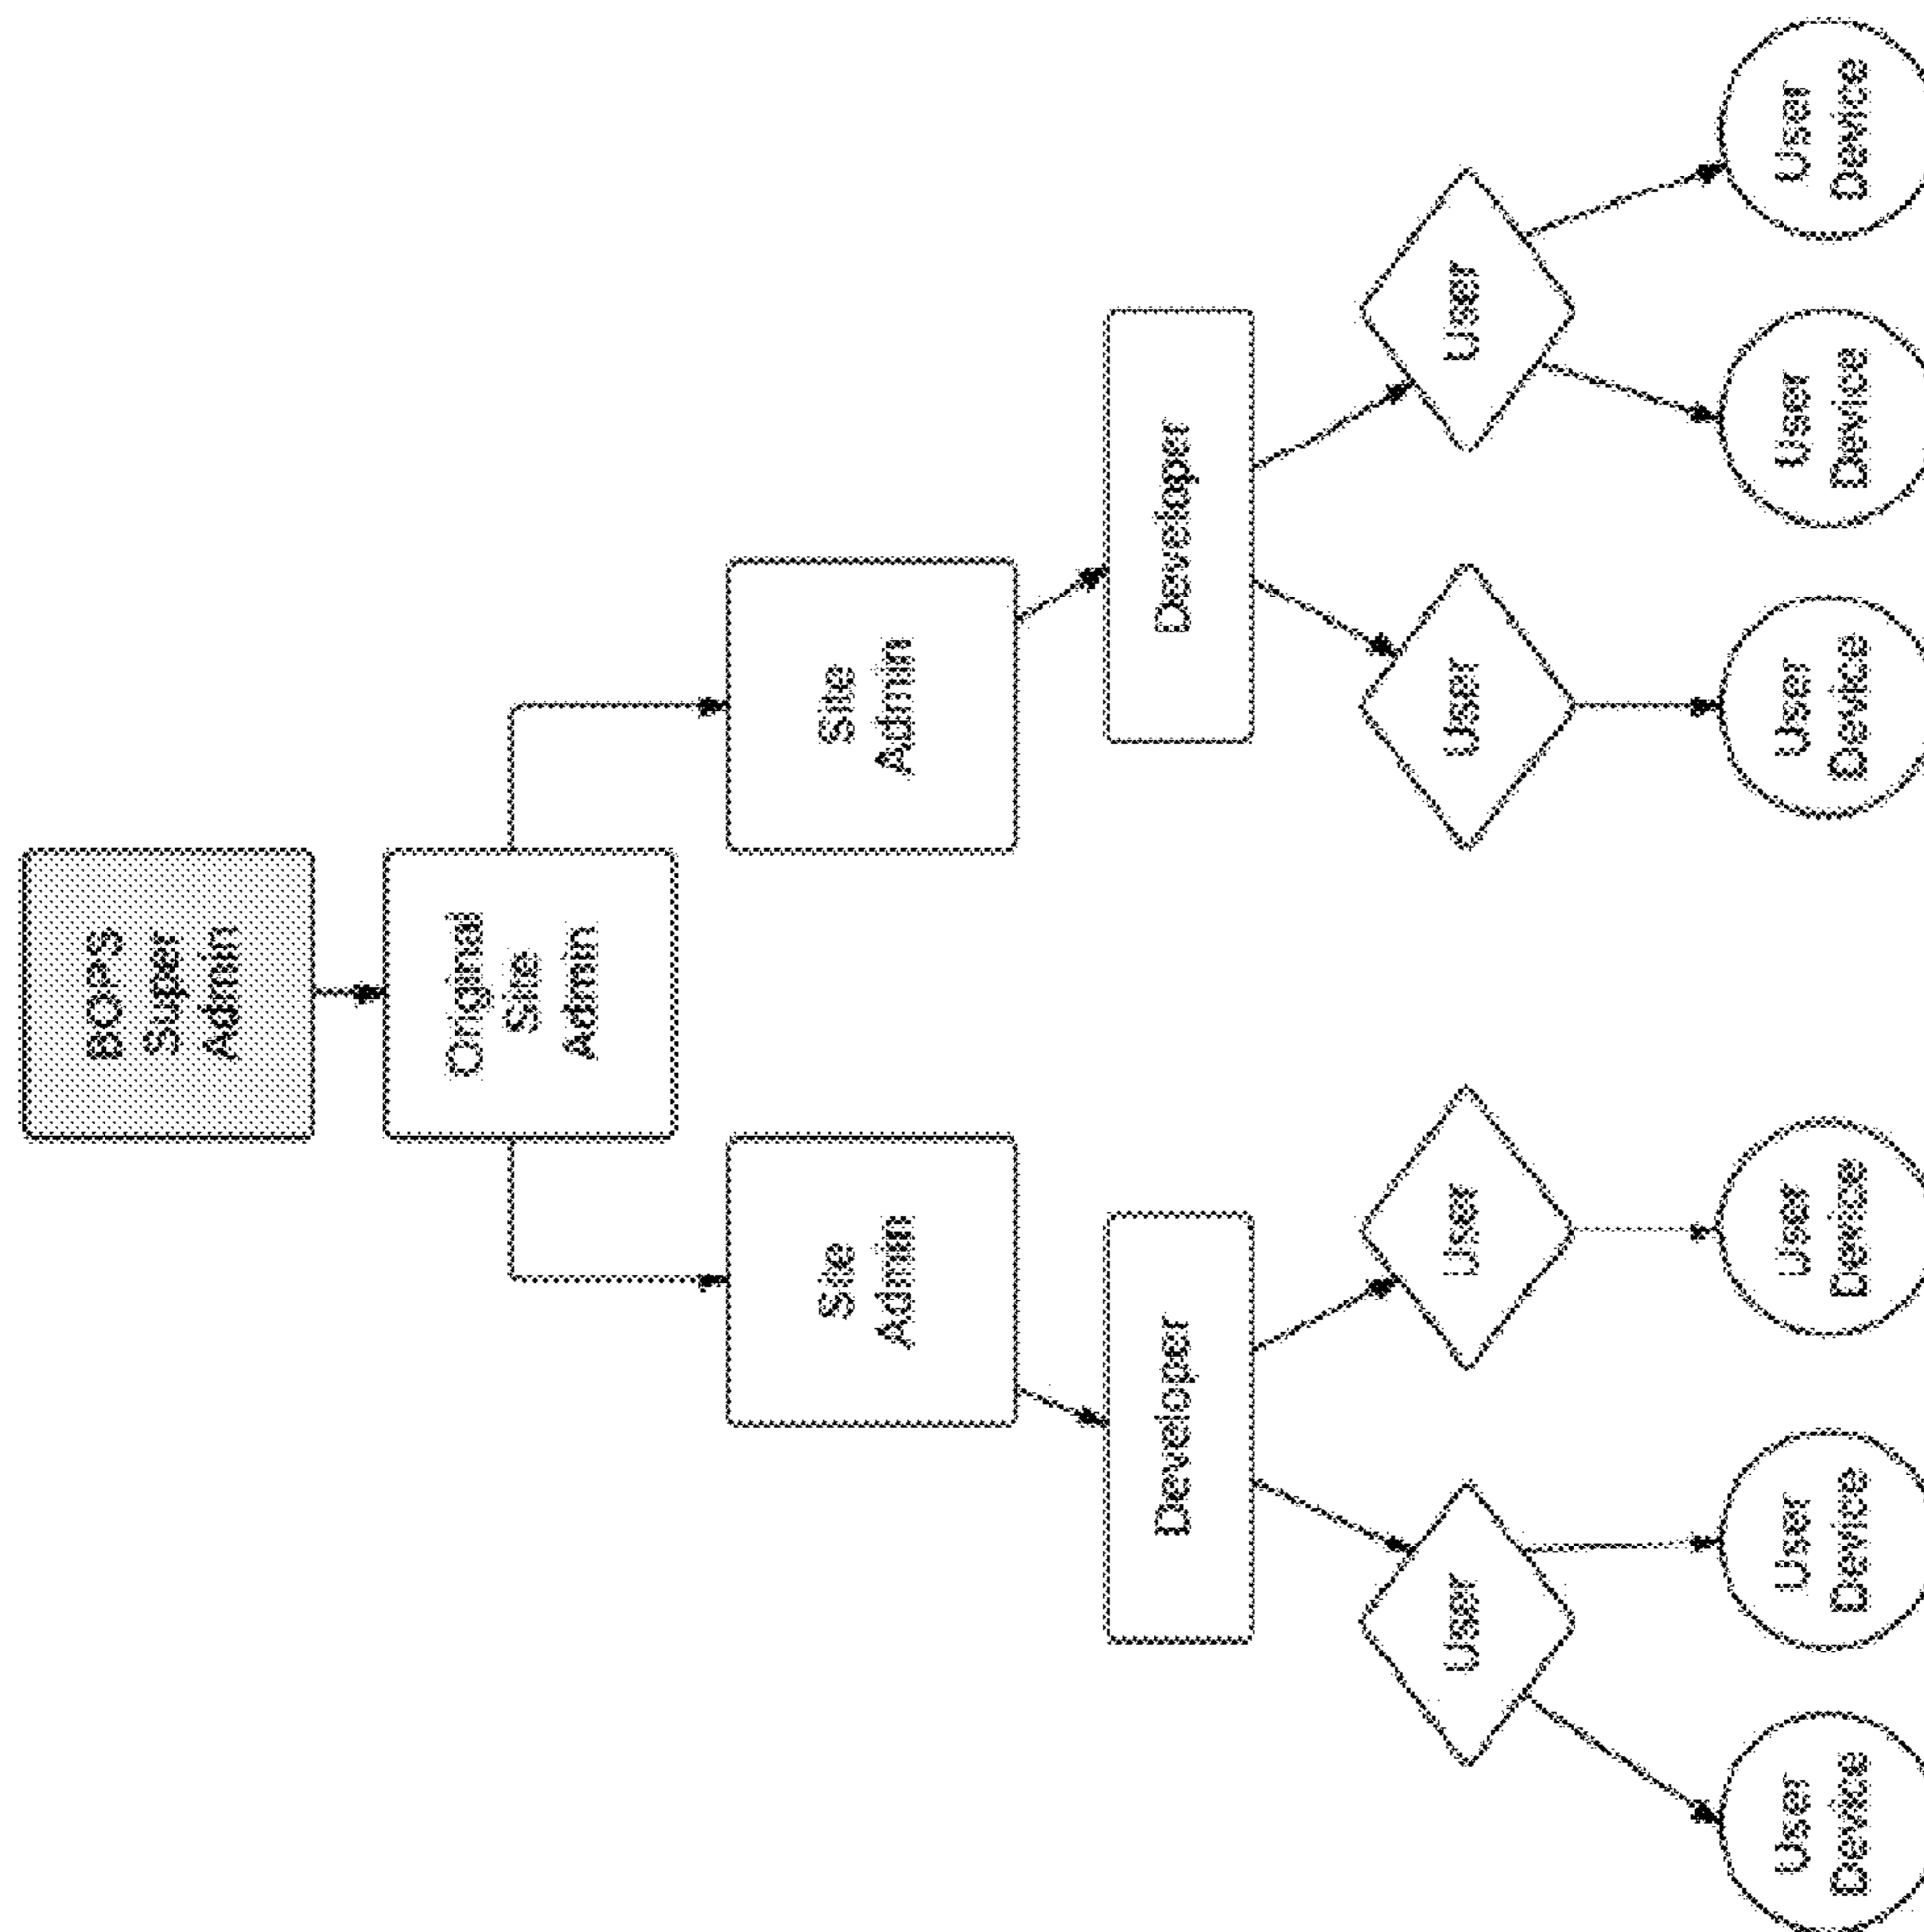 BOPS
Super
Admin
Original
Site
Admin
Site
Admin
Site
Admin
Developer
Developer
User
User
User
User
User
Device
User
Device
User
Device
User
Device
User
Device
User
Device